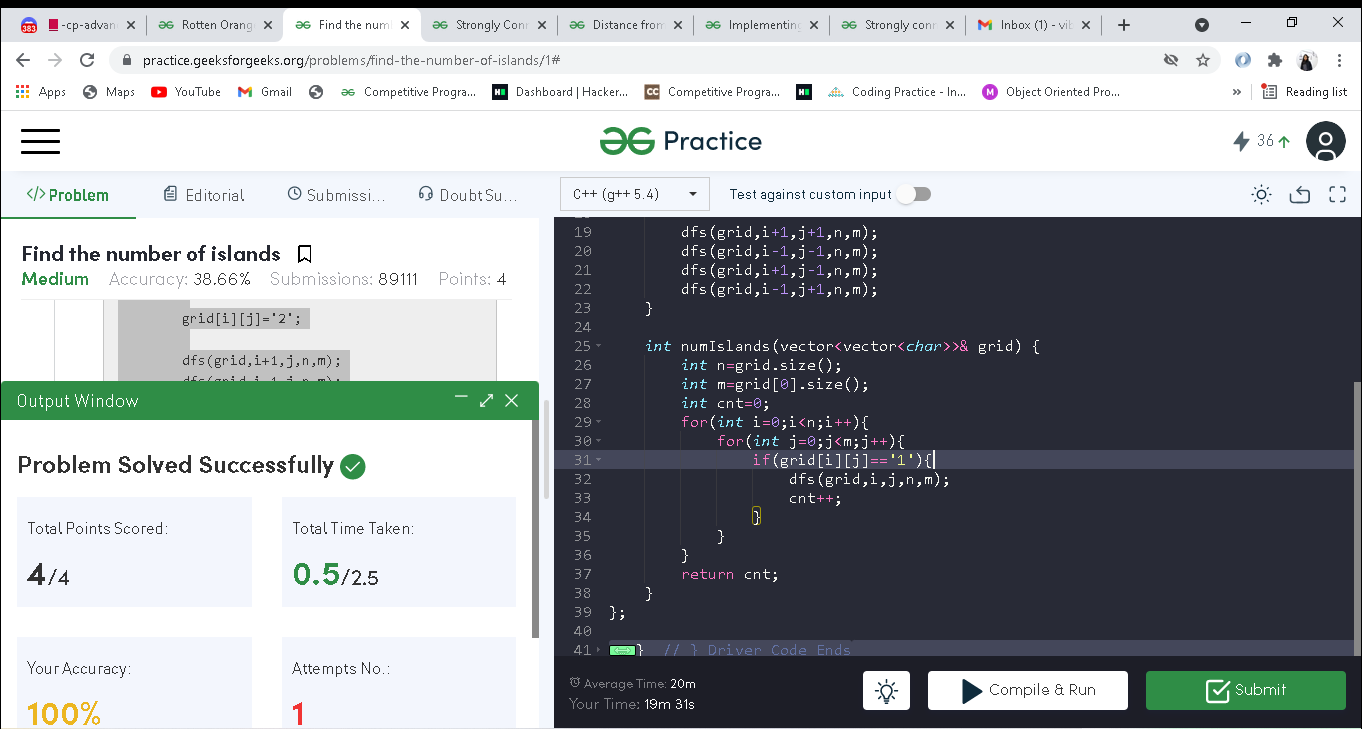 383
-cp-advan
Rotten Orang
Find the num
Strongly Conn
Distance from
Implementing
Strongly conn
Inbox (1) - vib
practice.geeksforgeeks.org/problems/find-the-number-of-islands/1#
Apps
Maps
YouTube
Gmail
Competitive Progra...
Dashboard | Hacker...
Competitive Progra...
Coding Practice - In...
Object Oriented Pro...
»
Reading list
Practice
36
</>Problem
Editorial
Submissi...
DoubtSu...
C++ (g++ 5.4)
Test against custom input
Find the number of islands
Medium Accuracy: 38.66% Submissions: 89111 Points: 4
grid[i][j]='2';
dfs(grid,i+1,j,n,m);
Output Window
Problem Solved Successfully
Total Points Scored:
4/4
Total Time Taken:
0.5/2.5
Your Accuracy:
100%
Attempts No.:
1
19 dfs(grid,i+1,j+1,n,m);
20 dfs(grid,i-1,j-1,n,m);
21 dfs(grid,i+1,j-1,n,m);
22 dfs(grid,i-1,j+1,n,m);
23 }
24
25 int numIslands(vector<vector<char>>& grid) {
26 int n=grid.size();
27 int m=grid[0].size();
28 int cnt=0;
29 for(int i=0;i<n;i++){
30 for(int j=0;j<m;j++){
31 if(grid[i][j]=='1'){
32 dfs(grid,i,j,n,m);
33 cnt++;
34 }
35 }
36 }
37 return cnt;
38 }
39 };
40
41 } // } Driver Code Ends
Average Time: 20m
Your Time: 19m 31s
Compile & Run
Submit